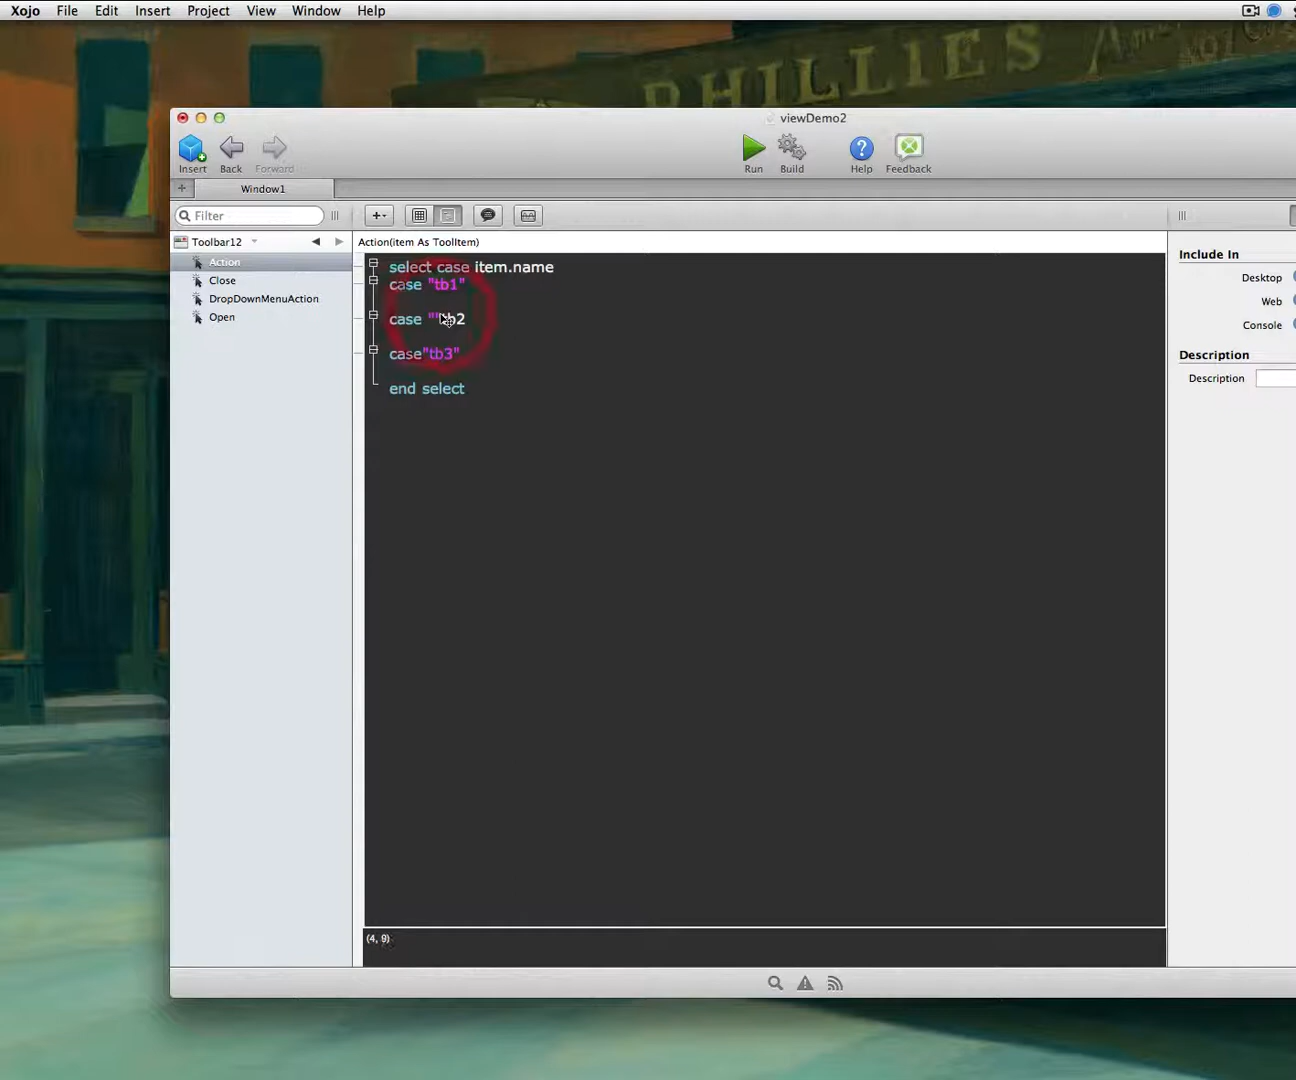 Xojo File Edit Insert Project View Window Help
PHILLIES
viewDemo2
Insert Back Forward Run Build Help Feedback
Window1
Filter
Toolbar12
Action(item As ToolItem)
Include In
Action
Close
DropDownMenuAction
Open
select case item.name
case "tb1"
case ""tb2
case"tb3"
end select
Desktop
Web
Console
Description
Description
(4, 9)